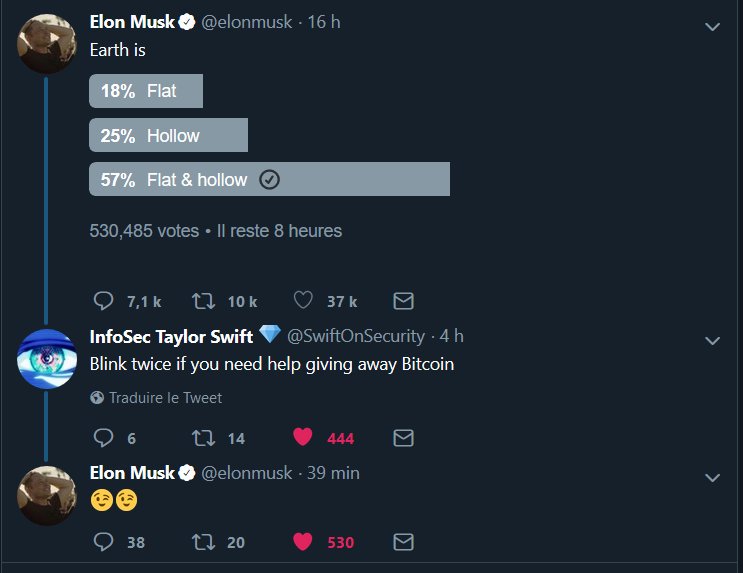 Elon Musk @elonmusk · 16 h
Earth is
18% Flat
25% Hollow
57% Flat & hollow
530,485 votes • Il reste 8 heures
7,1 k 10 k 37 k
InfoSec Taylor Swift 💎 @SwiftOnSecurity · 4 h
Blink twice if you need help giving away Bitcoin
Traduire le Tweet
6 14 444
Elon Musk @elonmusk · 39 min
😉😉
38 20 530